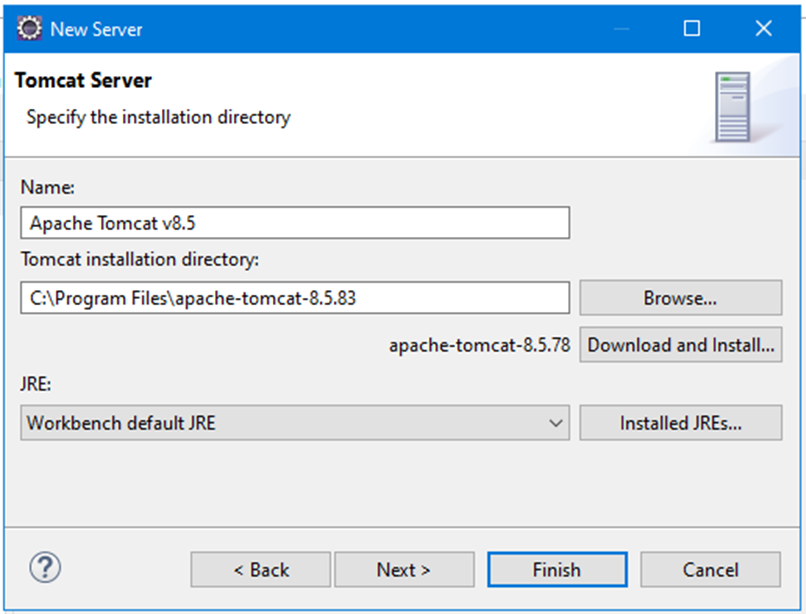 New Server
Tomcat Server
Specify the installation directory
Name:
Apache Tomcat v8.5
Tomcat installation directory:
C:\Program Files\apache-tomcat-8.5.83
Browse...
apache-tomcat-8.5.78
Download and Install...
JRE:
Workbench default JRE
Installed JREs...
?
< Back
Next >
Finish
Cancel